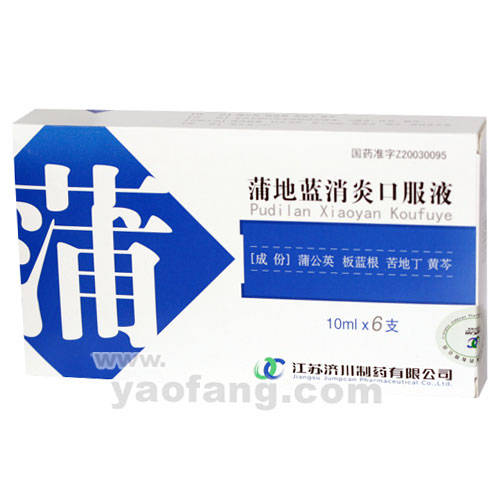 国药准字Z20030095
蒲
蒲地蓝消炎口服液
Pudilan Xiaoyan Koufuye
[成 份] 蒲公英 板蓝根 苦地丁 黄芩
10ml x 6支
江苏济川制药有限公司
Jiangsu Jumpcan Pharmaceutical Co.,Ltd.
www.
yaofang.com